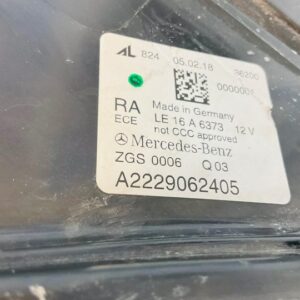 AL 824 05.02.18 36200
0000001
RA Made in Germany
ECE LE 16 A 6373 12 V
not CCC approved
Mercedes-Benz
ZGS 0006 Q 03
A2229062405